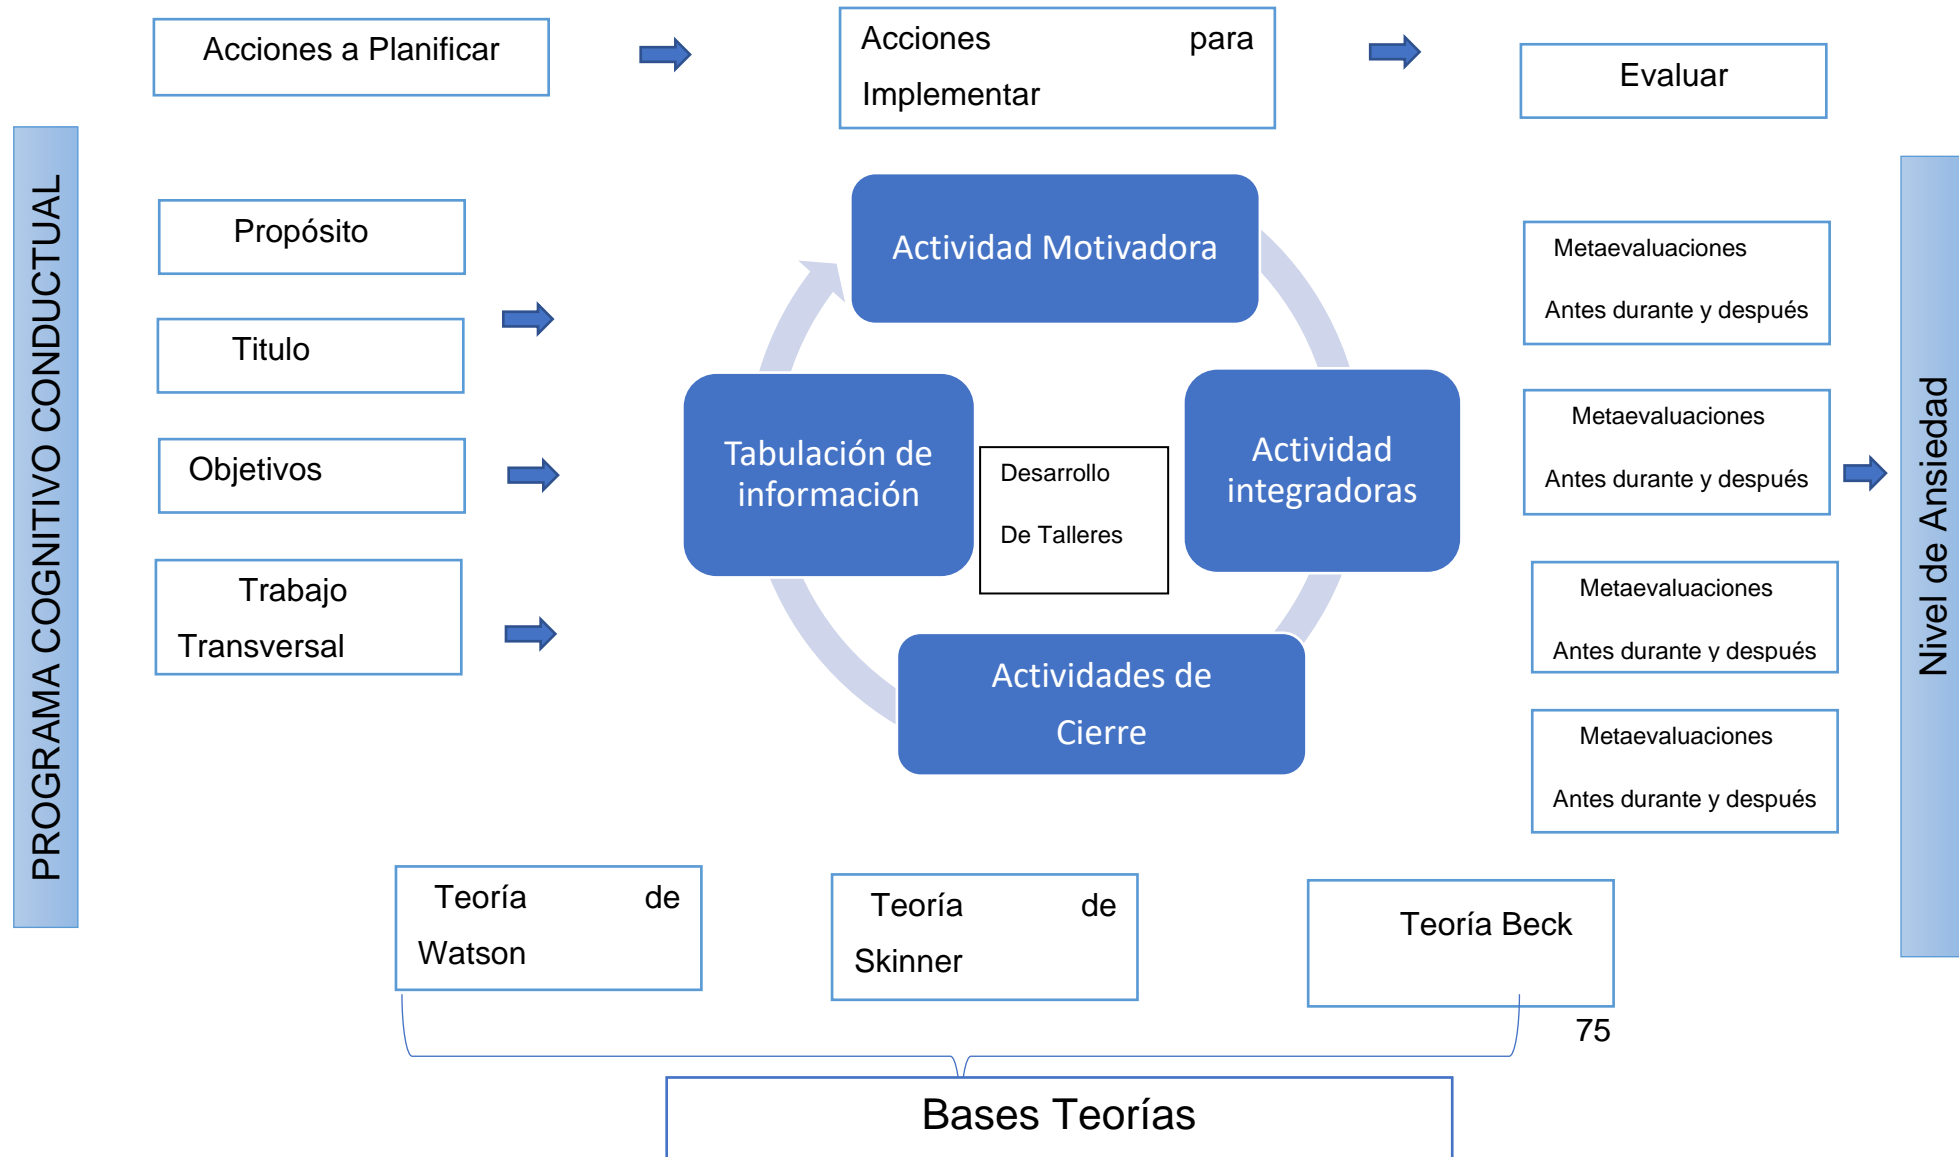 Acciones a Planificar
Acciones para
Implementar
Evaluar
PROGRAMA COGNITIVO CONDUCTUAL
Propósito
Titulo
Objetivos
Trabajo
Transversal
Actividad Motivadora
Actividad
integradoras
Actividades de
Cierre
Tabulación de
información
Desarrollo
De Talleres
Metaevaluaciones
Antes durante y después
Metaevaluaciones
Antes durante y después
Metaevaluaciones
Antes durante y después
Metaevaluaciones
Antes durante y después
Nivel de Ansiedad
Teoría de
Watson
Teoría de
Skinner
Teoría Beck
75
Bases Teorías